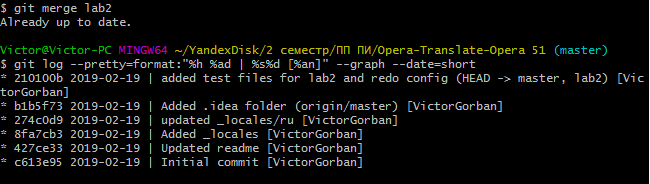 $ git merge lab2
Already up to date.
Victor@Victor-PC MINGW64 ~/YandexDisk/2 семестр/ПП ПИ/Opera-Translate-Opera 51 (master)
$ git log --pretty=format:"%h %ad | %s%d [%an]" --graph --date=short
* 210100b 2019-02-19 | added test files for lab2 and redo config (HEAD -> master, lab2) [Vic
torGorban]
* b1b5f73 2019-02-19 | Added .idea folder (origin/master) [VictorGorban]
* 274c0d9 2019-02-19 | updated _locales/ru [VictorGorban]
* 8fa7cb3 2019-02-19 | Added _locales [VictorGorban]
* 427ce33 2019-02-19 | Updated readme [VictorGorban]
* c613e95 2019-02-19 | Initial commit [VictorGorban]